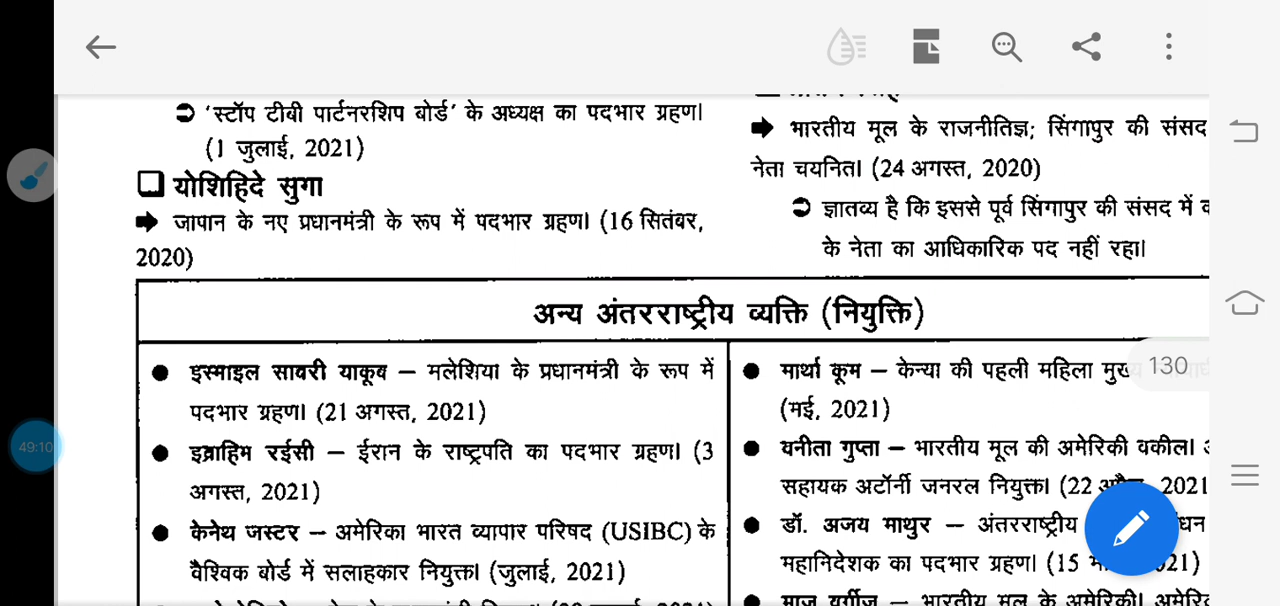 'स्टॉप टीबी पार्टनरशिप बोर्ड' के अध्यक्ष का पदभार ग्रहण।
(1 जुलाई, 2021)
योशिहिदे सुगा
जापान के नए प्रधानमंत्री के रूप में पदभार ग्रहण। (16 सितंबर,
2020)
भारतीय मूल के राजनीतिज्ञ; सिंगापुर की संसद
नेता चयनित। (24 अगस्त, 2020)
ज्ञातव्य है कि इससे पूर्व सिंगापुर की संसद में
के नेता का आधिकारिक पद नहीं रहा।
अन्य अंतरराष्ट्रीय व्यक्ति (नियुक्ति)
इस्माइल साबरी याकूब – मलेशिया के प्रधानमंत्री के रूप में
पदभार ग्रहण। (21 अगस्त, 2021)
इब्राहिम रईसी – ईरान के राष्ट्रपति का पदभार ग्रहण। (3
अगस्त, 2021)
केनेथ जस्टर – अमेरिका भारत व्यापार परिषद (USIBC) के
वैश्विक बोर्ड में सलाहकार नियुक्त। (जुलाई, 2021)
मार्था कूम – केन्या की पहली महिला मुख्य
(मई, 2021)
वनीता गुप्ता – भारतीय मूल की अमेरिकी वकील।
सहायक अटॉर्नी जनरल नियुक्त। (22 2021
डॉ. अजय माथुर – अंतरराष्ट्रीय
महानिदेशक का पदभार ग्रहण। (15
– भारतीय मूल के अमेरिकी।
130
49:10